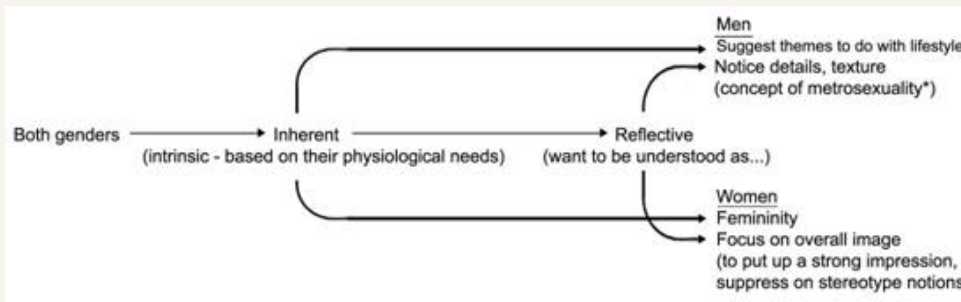 Men
Suggest themes to do with lifestyle
Notice details, texture
(concept of metrosexuality*)
Both genders
Inherent
(intrinsic - based on their physiological needs)
Reflective
(want to be understood as...)
Women
Femininity
Focus on overall image
(to put up a strong impression,
suppress on stereotype notions